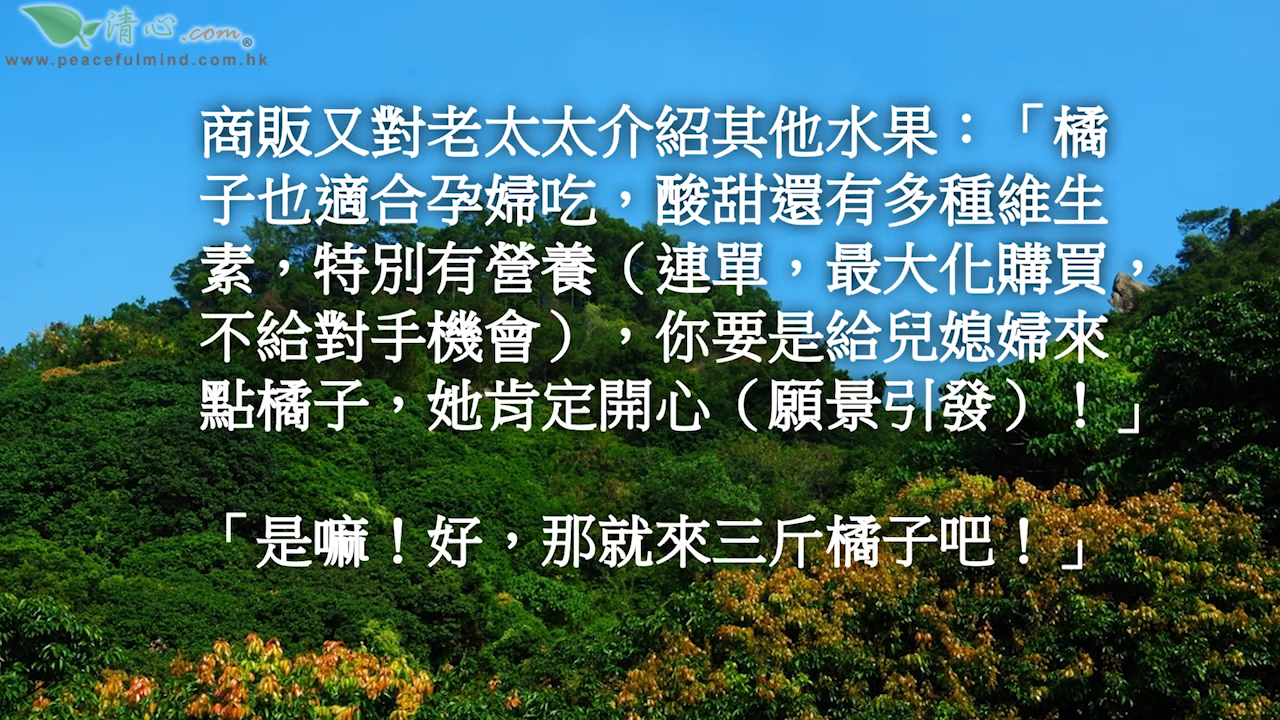 清心.com®
www.peacefulmind.com.hk
商販又對老太太介紹其他水果：「橘
子也適合孕婦吃，酸甜還有多種維生
素，特別有營養（連單，最大化購買，
不給對手機會），你要是給兒媳婦來
點橘子，她肯定開心（願景引發）！」
「是嘛！好，那就來三斤橘子吧！」